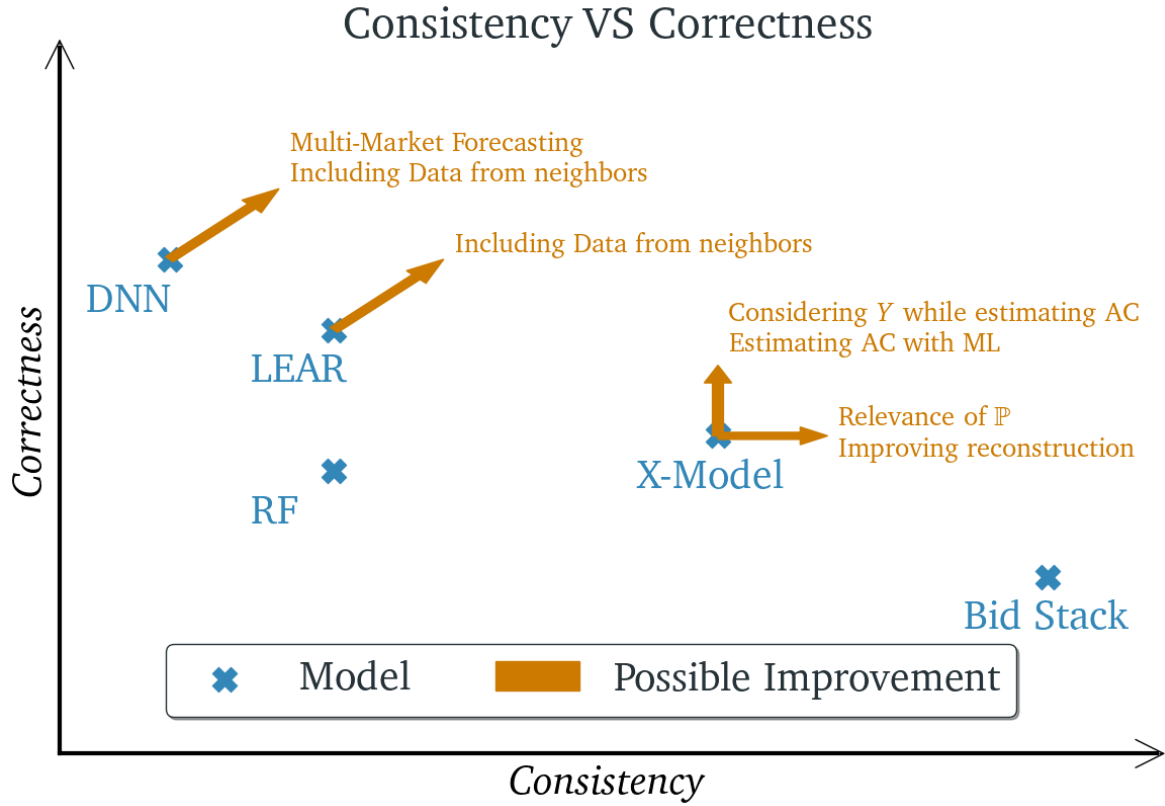 Consistency VS Correctness
Multi-Market Forecasting
Including Data from neighbors
Including Data from neighbors
DNN
Considering Y while estimating AC
Estimating AC with ML
LEAR
Relevance of ℙ
Improving reconstruction
X-Model
RF
Bid Stack
Correctness
Model
Possible Improvement
Consistency